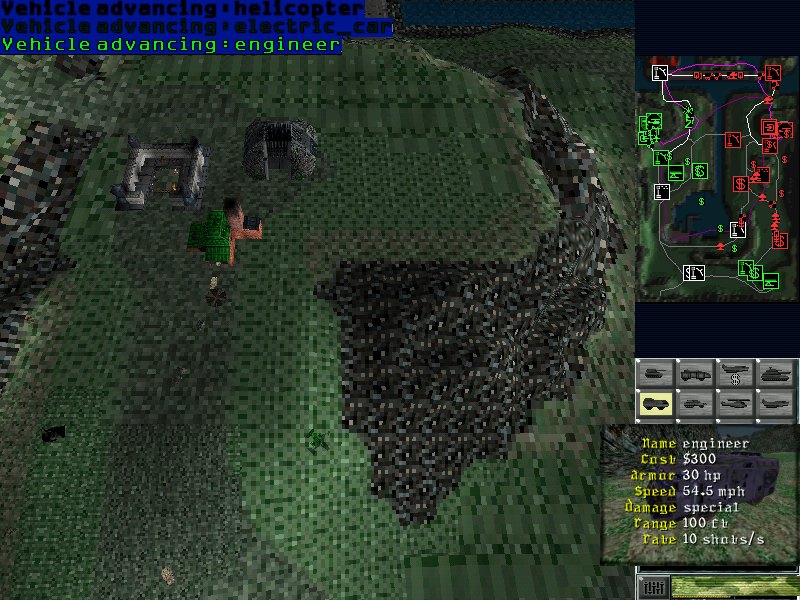 Vehicle advancing:helicopter
Vehicle advancing:electric_car
Vehicle advancing:engineer
Name engineer
Cost $300
Armor 30 hp
Speed 54.5 mph
Damage special
Range 100 ft
Rate 10 shots/s